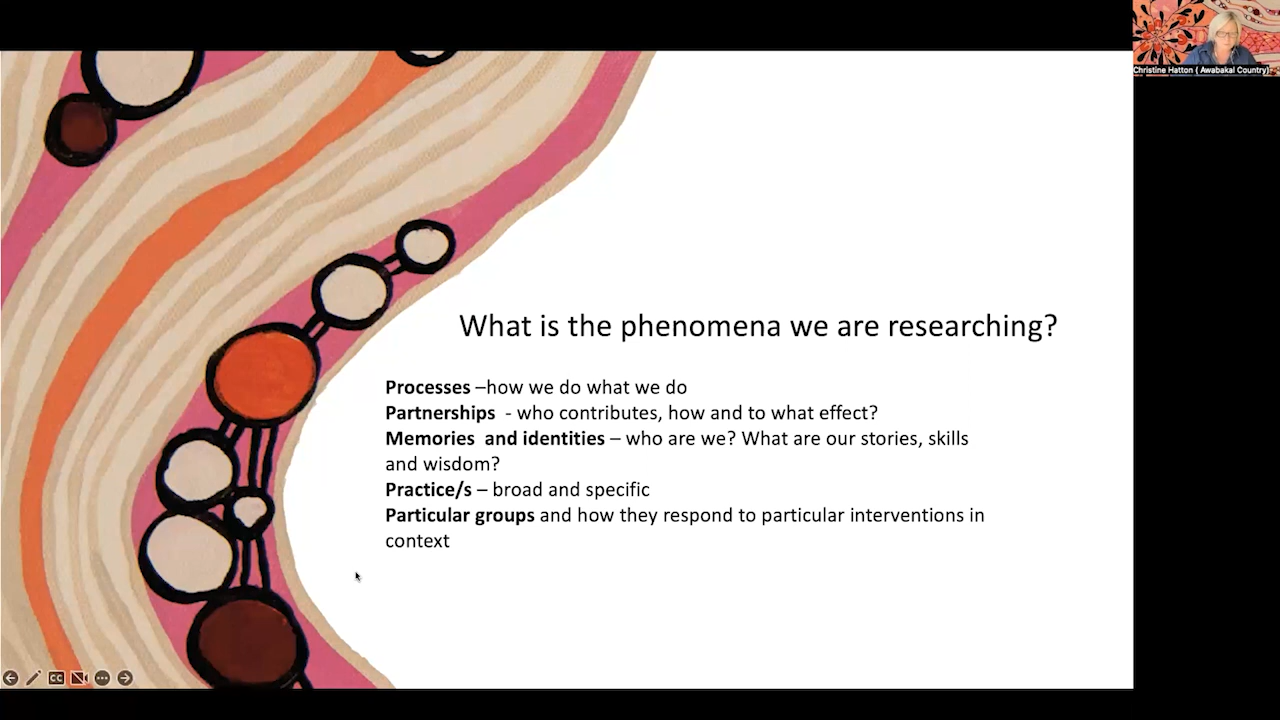 Christine Hatton ( Awabakal Country)
What is the phenomena we are researching?
Processes –how we do what we do
Partnerships  - who contributes, how and to what effect?
Memories  and identities – who are we? What are our stories, skills
and wisdom?
Practice/s – broad and specific
Particular groups and how they respond to particular interventions in
context
CC